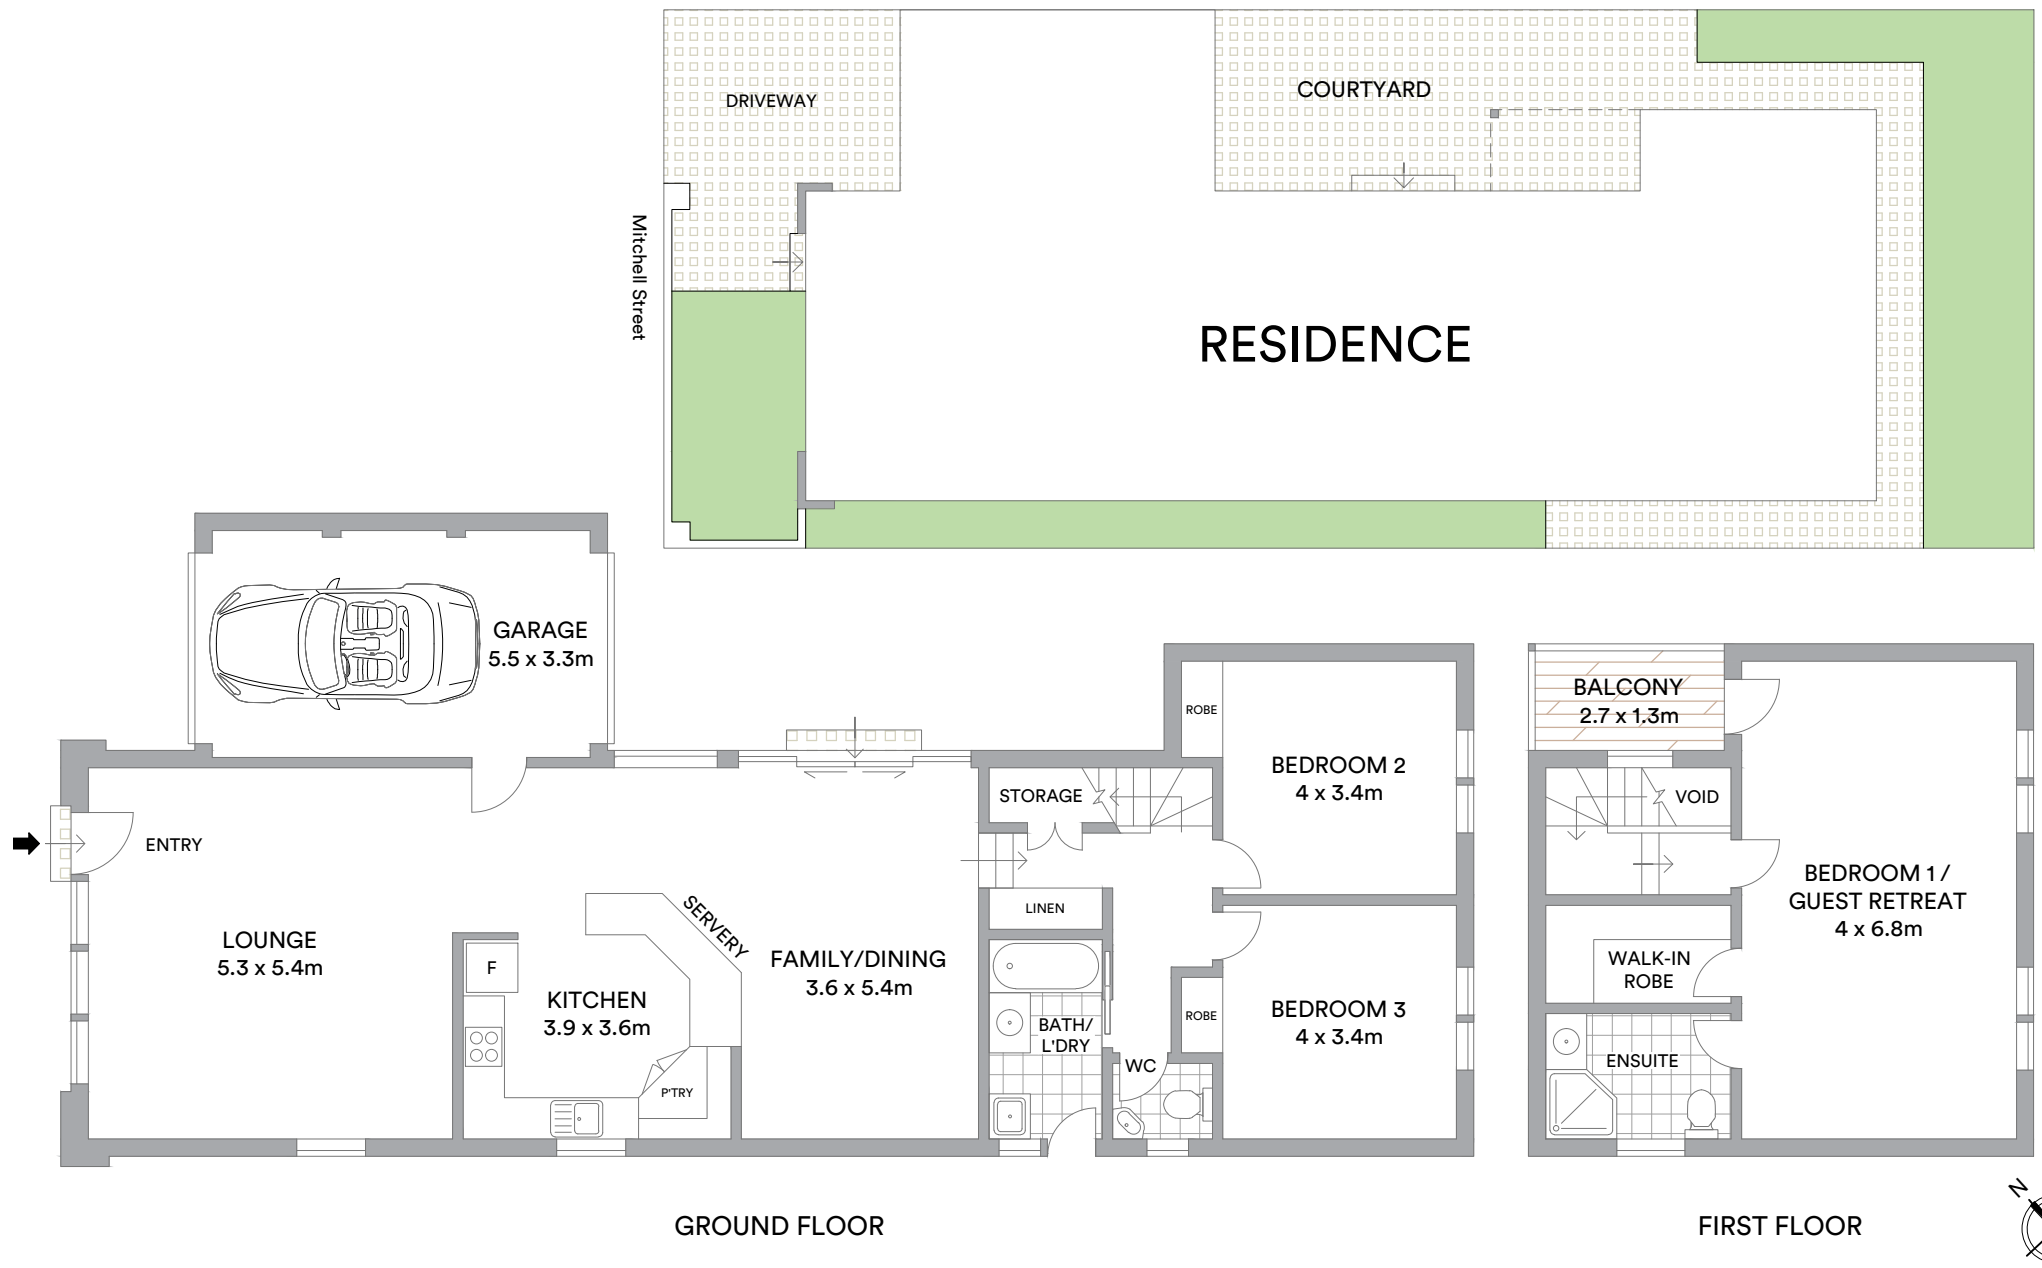 DRIVEWAY
COURTYARD
Mitchell Street
RESIDENCE
GARAGE
5.5 x 3.3m
ENTRY
LOUNGE
5.3 x 5.4m
F
KITCHEN
3.9 x 3.6m
SERVERY
P'TRY
FAMILY/DINING
3.6 x 5.4m
STORAGE
LINEN
BATH/
L'DRY
WC
ROBE
BEDROOM 2
4 x 3.4m
ROBE
BEDROOM 3
4 x 3.4m
GROUND FLOOR
BALCONY
2.7 x 1.3m
VOID
BEDROOM 1 /
GUEST RETREAT
4 x 6.8m
WALK-IN
ROBE
ENSUITE
FIRST FLOOR
N